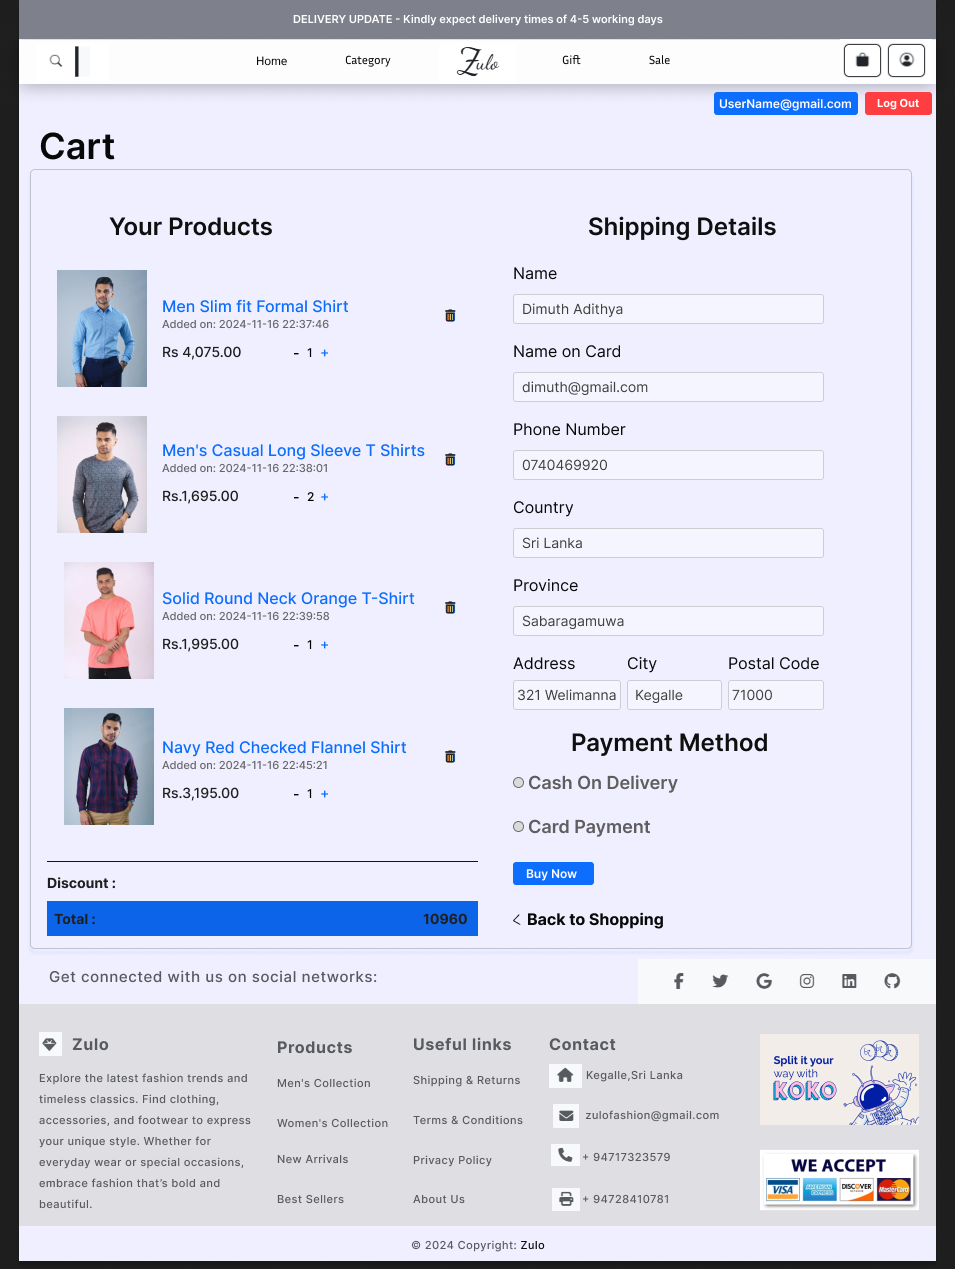 DELIVERY UPDATE - Kindly expect delivery times of 4-5 working days
Home
Category
Zulo
Gift
Sale
UserName@gmail.com
Log Out
Cart
Your Products
Men Slim fit Formal Shirt
Added on: 2024-11-16 22:37:46
Rs 4,075.00
- 1 +
Men's Casual Long Sleeve T Shirts
Added on: 2024-11-16 22:38:01
Rs.1,695.00
- 2 +
Solid Round Neck Orange T-Shirt
Added on: 2024-11-16 22:39:58
Rs.1,995.00
- 1 +
Navy Red Checked Flannel Shirt
Added on: 2024-11-16 22:45:21
Rs.3,195.00
- 1 +
Discount :
Total :
10960
Shipping Details
Name
Dimuth Adithya
Name on Card
dimuth@gmail.com
Phone Number
0740469920
Country
Sri Lanka
Province
Sabaragamuwa
Address
City
Postal Code
321 Welimanna
Kegalle
71000
Payment Method
Cash On Delivery
Card Payment
Buy Now
Back to Shopping
Get connected with us on social networks:
Zulo
Explore the latest fashion trends and
timeless classics. Find clothing,
accessories, and footwear to express
your unique style. Whether for
everyday wear or special occasions,
embrace fashion that's bold and
beautiful.
Products
Men's Collection
Women's Collection
New Arrivals
Best Sellers
Useful links
Shipping & Returns
Terms & Conditions
Privacy Policy
About Us
Contact
Kegalle,Sri Lanka
zulofashion@gmail.com
+ 94717323579
+ 94728410781
Split it your
way with
KOKO
WE ACCEPT
VISA
AMERICAN EXPRESS
DISCOVER
MasterCard
© 2024 Copyright: Zulo